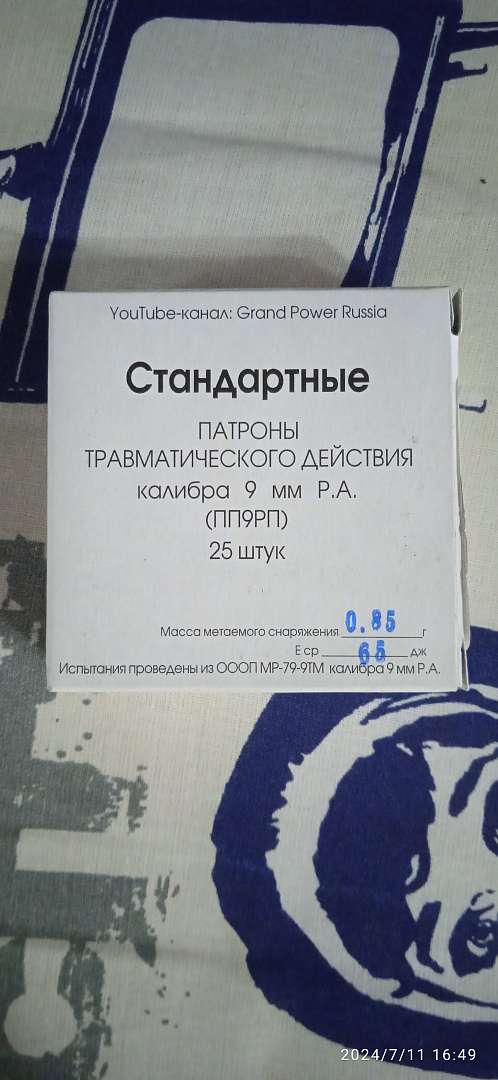 YouTube-канал: Grand Power Russia
Стандартные
ПАТРОНЫ
ТРАВМАТИЧЕСКОГО ДЕЙСТВИЯ
калибра 9 мм Р.А.
(ПП9РП)
25 штук
Масса метаемого снаряжения 0.85 г
Е ср 65 дж
Испытания проведены из ОООП МР-79-9ТМ калибра 9 мм Р.А.
2024/7/11 16:49